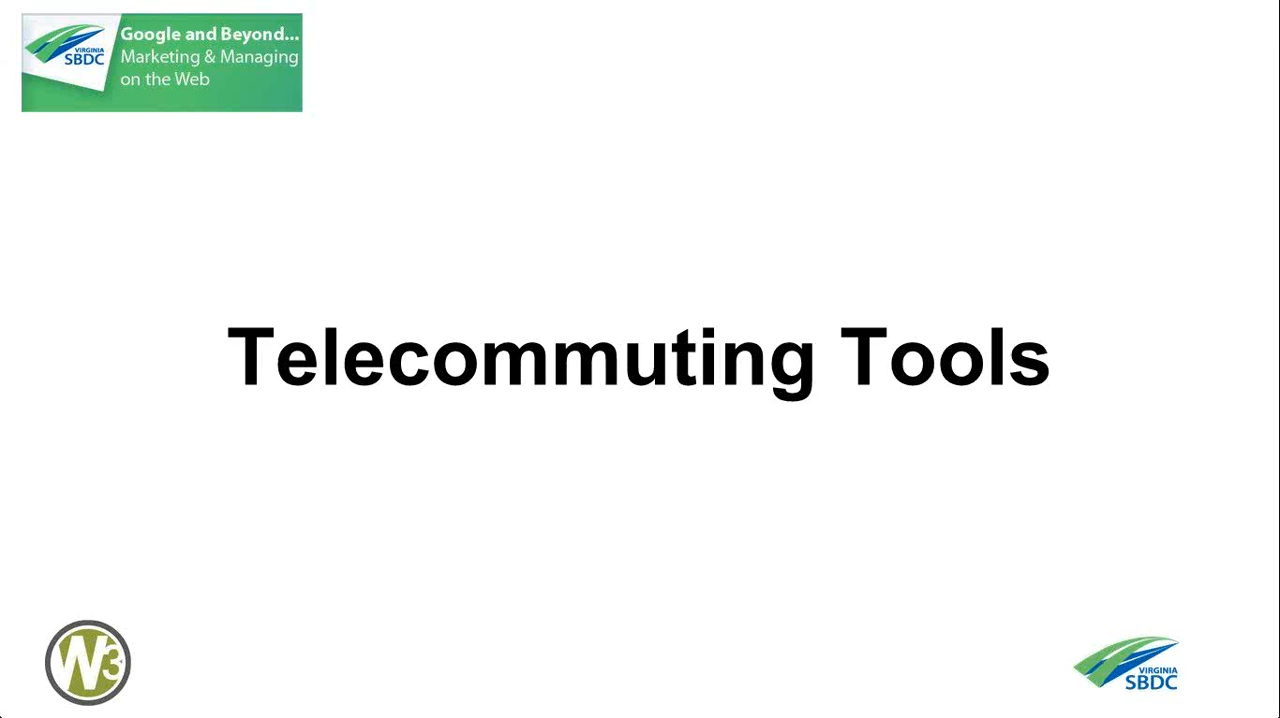 Google and Beyond...
Marketing & Managing
on the Web
VIRGINIA
SBDC
Telecommuting Tools
W3
VIRGINIA
SBDC